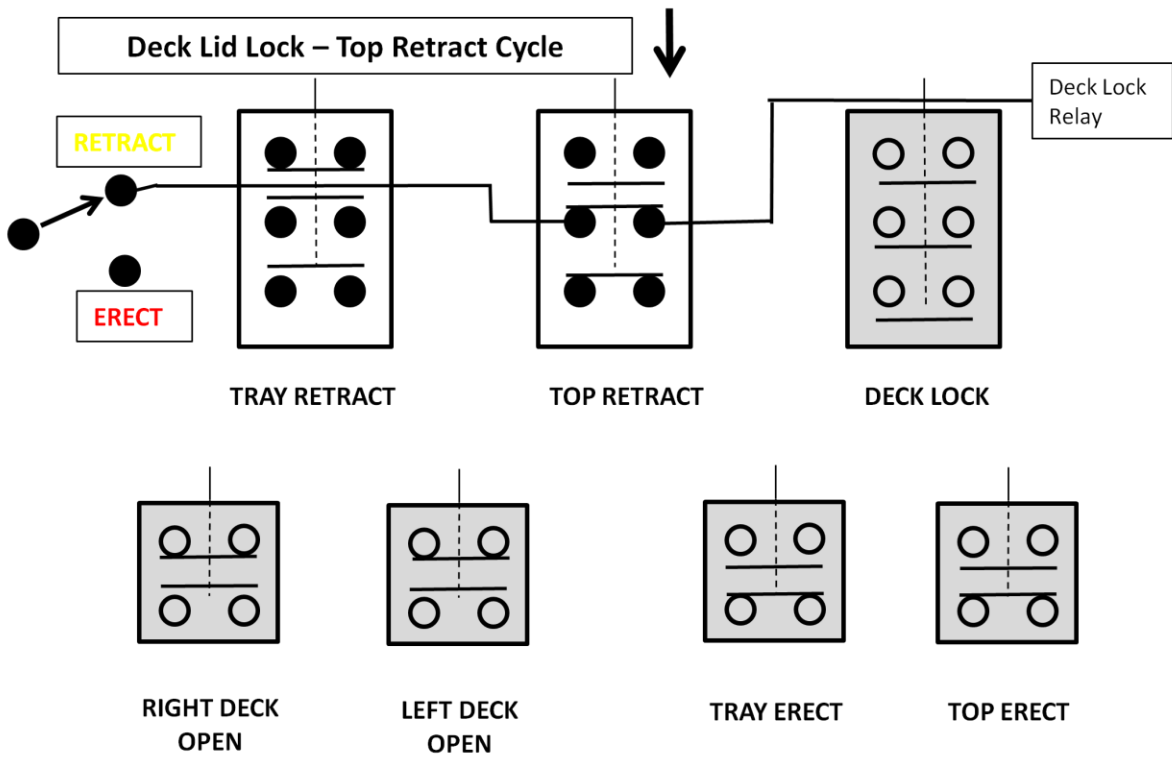 Deck Lid Lock – Top Retract Cycle
Deck Lock
Relay
RETRACT
ERECT
TRAY RETRACT
TOP RETRACT
DECK LOCK
RIGHT DECK
OPEN
LEFT DECK
OPEN
TRAY ERECT
TOP ERECT